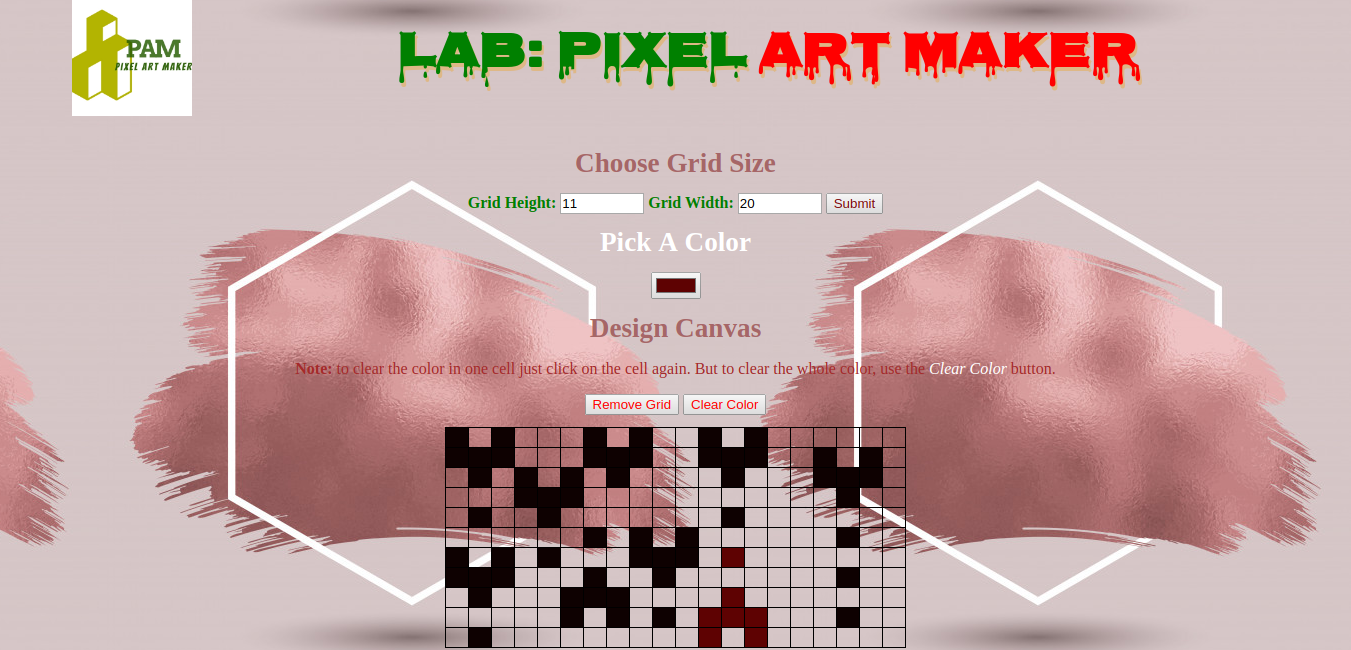 PAM
PIXEL ART MAKER
LAB: PIXEL ART MAKER
Choose Grid Size
Grid Height: 11 Grid Width: 20 Submit
Pick A Color
Design Canvas
Note: to clear the color in one cell just click on the cell again. But to clear the whole color, use the Clear Color button.
Remove Grid Clear Color